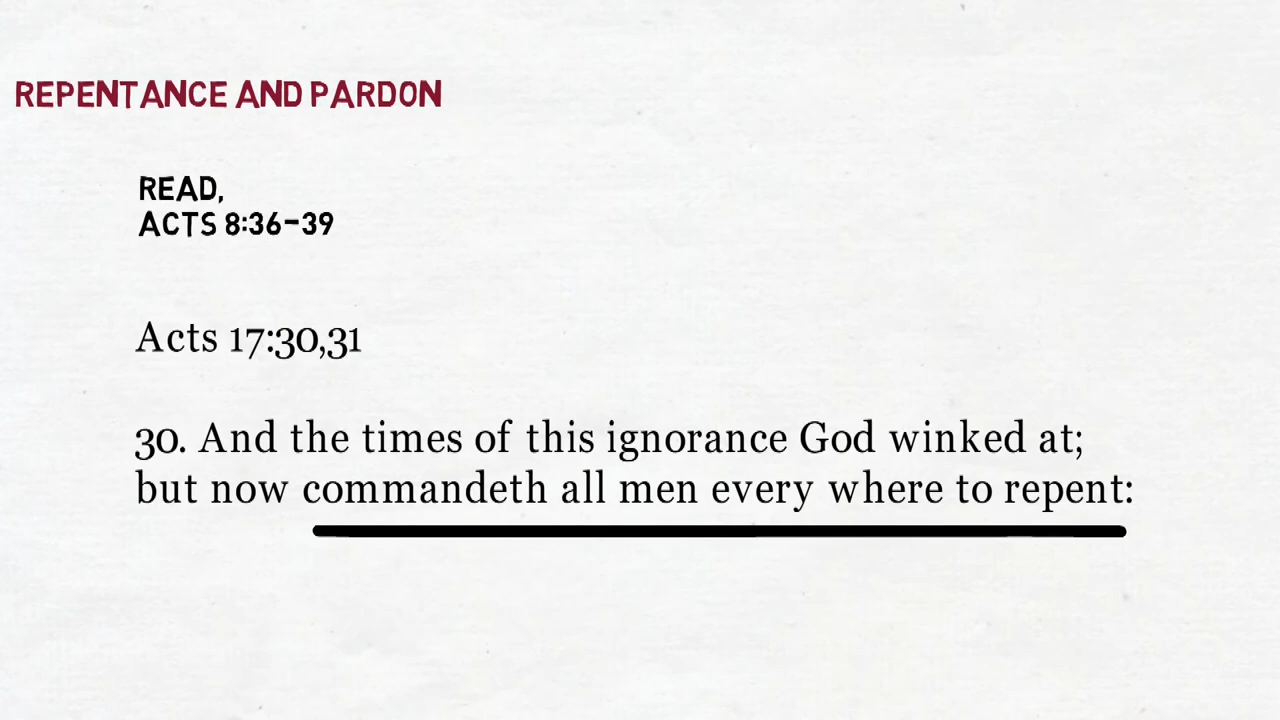 REPENTANCE AND PARDON
READ,
ACTS 8:36-39
Acts 17:30,31
30. And the times of this ignorance God winked at;
but now commandeth all men every where to repent: